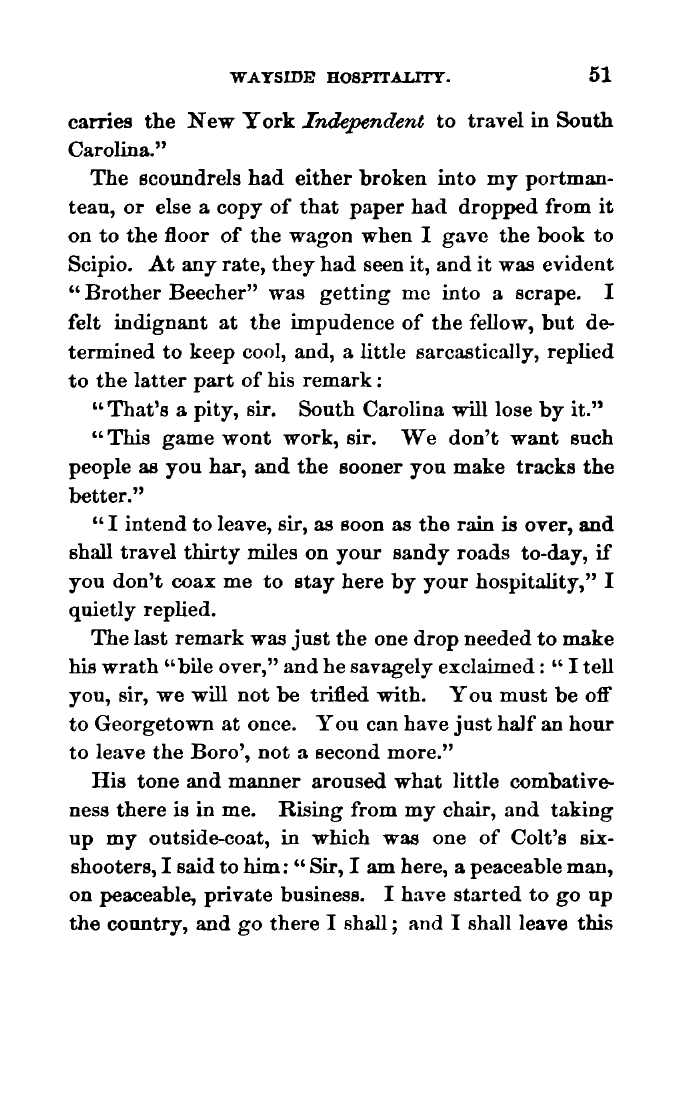 WAYSIDE HOSPITALITY. 51
carries the New York Independent to travel in South
Carolina.”
The scoundrels had either broken into my portman-
teau, or else a copy of that paper had dropped from it
on to the floor of the wagon when I gave the book to
Scipio. At any rate, they had seen it, and it was evident
“Brother Beecher” was getting me into a scrape. I
felt indignant at the impudence of the fellow, but de-
termined to keep cool, and, a little sarcastically, replied
to the latter part of his remark:
“That’s a pity, sir. South Carolina will lose by it.”
“This game wont work, sir. We don’t want such
people as you har, and the sooner you make tracks the
better.”
“I intend to leave, sir, as soon as the rain is over, and
shall travel thirty miles on your sandy roads to-day, if
you don’t coax me to stay here by your hospitality,” I
quietly replied.
The last remark was just the one drop needed to make
his wrath “bile over,” and he savagely exclaimed: “I tell
you, sir, we will not be trifled with. You must be off
to Georgetown at once. You can have just half an hour
to leave the Boro’, not a second more.”
His tone and manner aroused what little combative-
ness there is in me. Rising from my chair, and taking
up my outside-coat, in which was one of Colt’s six-
shooters, I said to him: “Sir, I am here, a peaceable man,
on peaceable, private business. I have started to go up
the country, and go there I shall; and I shall leave this